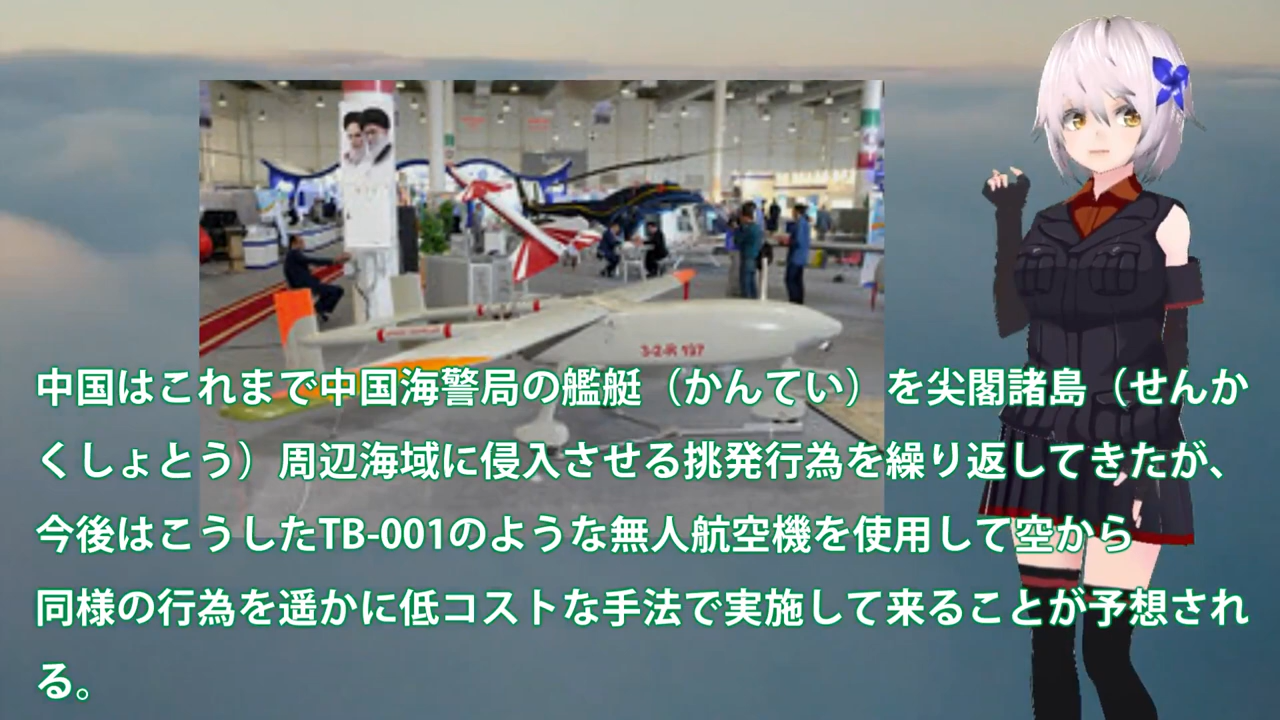 3-2-R 197
中国はこれまで中国海警局の艦艇（かんてい）を尖閣諸島（せんか
くしょとう）周辺海域に侵入させる挑発行為を繰り返してきたが、
今後はこうしたTB-001のような無人航空機を使用して空から
同様の行為を遥かに低コストな手法で実施して来ることが予想され
る。